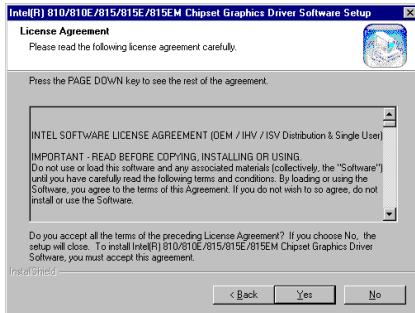 Intel(R) 810/810E/815/815E/815EM Chipset Graphics Driver Software Setup
License Agreement
Please read the following license agreement carefully.
Press the PAGE DOWN key to see the rest of the agreement.
INTEL SOFTWARE LICENSE AGREEMENT (OEM / IHV / ISV Distribution & Single User)
IMPORTANT - READ BEFORE COPYING, INSTALLING OR USING.
Do not use or load this software and any associated materials (collectively, the "Software")
until you have carefully read the following terms and conditions. By loading or using the
Software, you agree to the terms of this Agreement. If you do not wish to so agree, do not
install or use the Software.
Do you accept all the terms of the preceding License Agreement? If you choose No, the
setup will close. To install Intel(R) 810/810E/815/815E/815EM Chipset Graphics Driver
Software, you must accept this agreement.
InstallShield
< Back
Yes
No